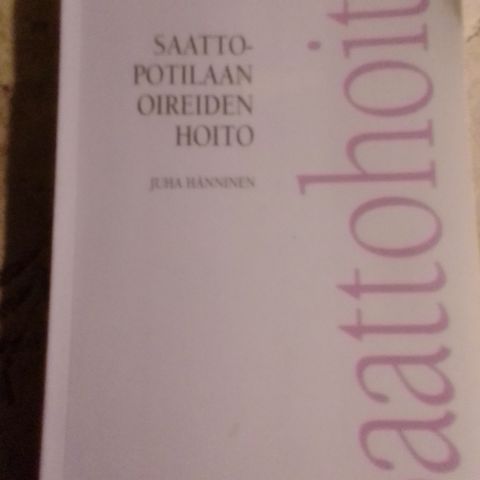 SAATTO-
POTILAAN
OIREIDEN
HOITO
JUHA HÄNNINEN
aattohoit